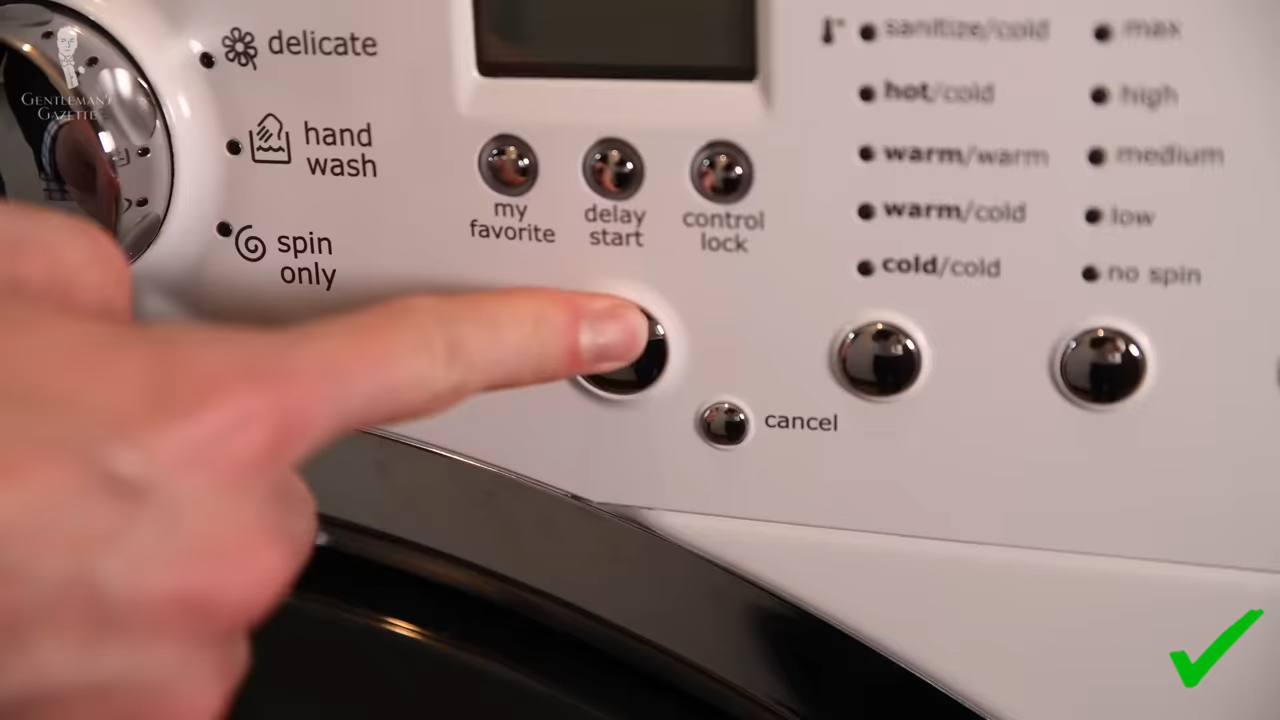 GENTLEMAN'S
GAZETTE
delicate
hand
wash
spin
only
my
favorite
delay
start
control
lock
cancel
sanitize/cold
hot/cold
warm/warm
warm/cold
cold/cold
max
high
medium
low
no spin